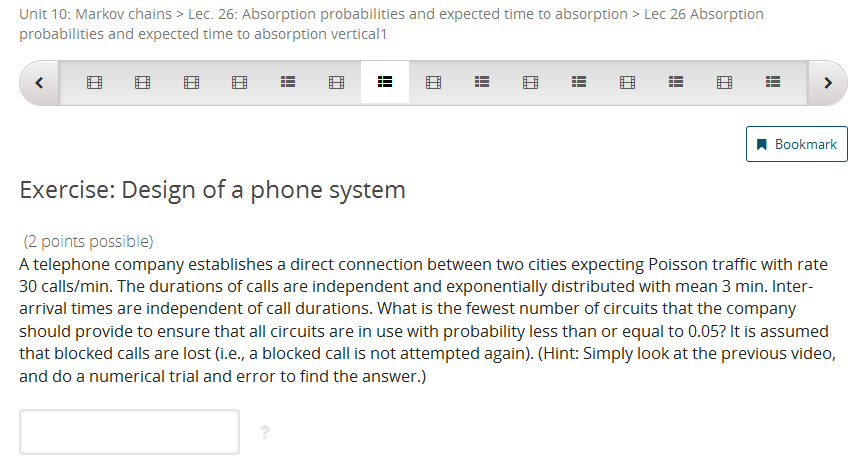 Unit 10: Markov chains > Lec. 26: Absorption probabilities and expected time to absorption > Lec 26 Absorption
probabilities and expected time to absorption vertical1
Bookmark
Exercise: Design of a phone system
(2 points possible)
A telephone company establishes a direct connection between two cities expecting Poisson traffic with rate
30 calls/min. The durations of calls are independent and exponentially distributed with mean 3 min. Inter-
arrival times are independent of call durations. What is the fewest number of circuits that the company
should provide to ensure that all circuits are in use with probability less than or equal to 0.05? It is assumed
that blocked calls are lost (i.e., a blocked call is not attempted again). (Hint: Simply look at the previous video,
and do a numerical trial and error to find the answer.)
?